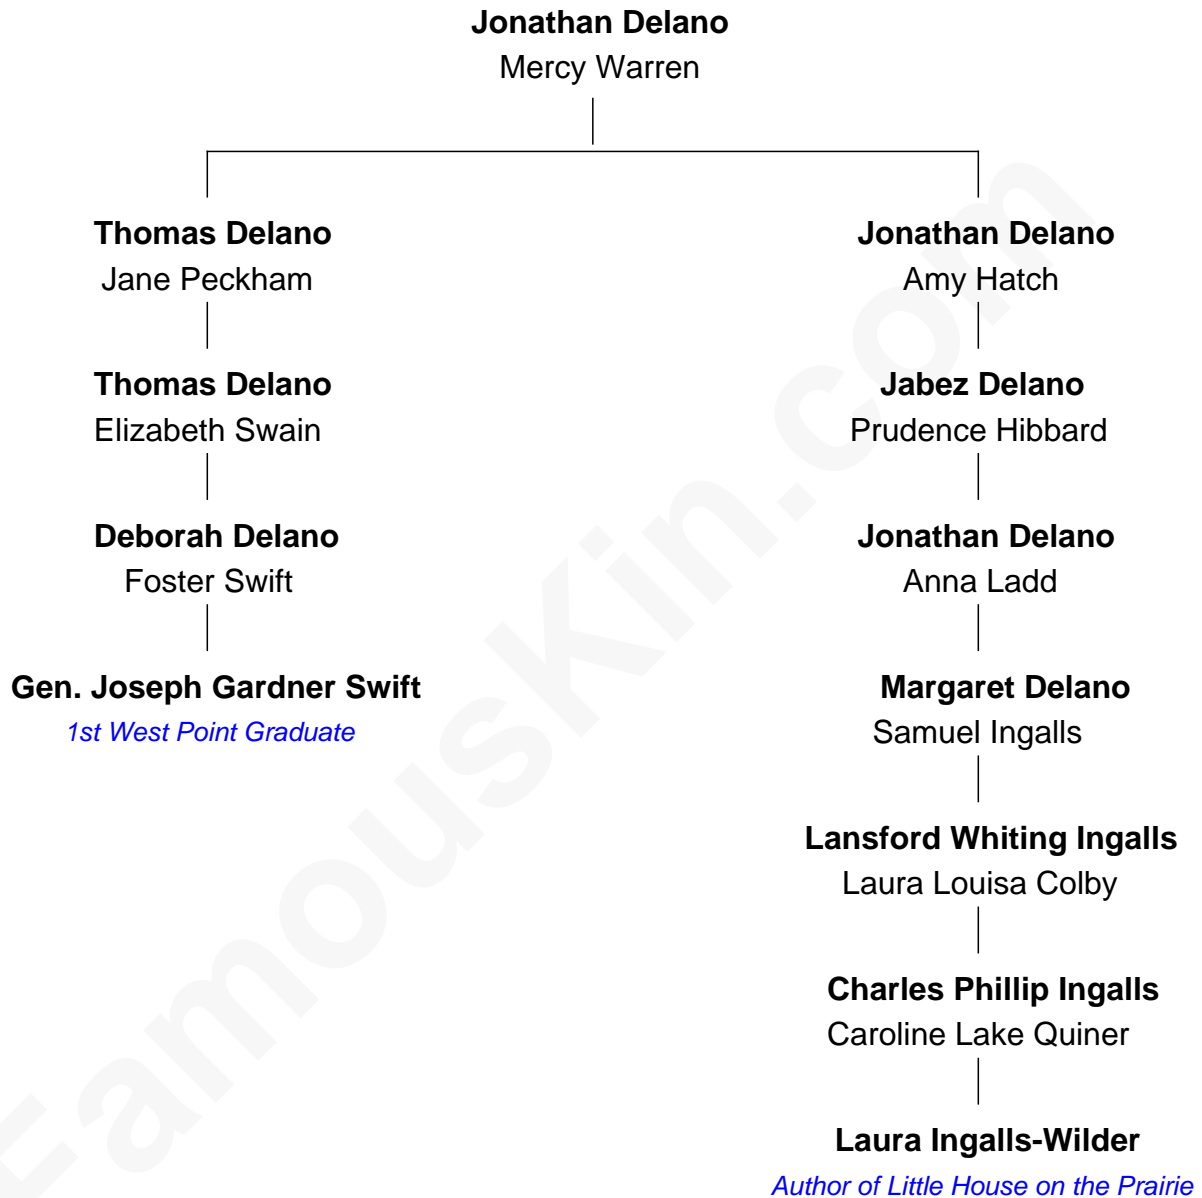 Jonathan Delano
Mercy Warren
Thomas Delano
Jane Peckham
Thomas Delano
Elizabeth Swain
Deborah Delano
Foster Swift
Gen. Joseph Gardner Swift
1st West Point Graduate
Jonathan Delano
Amy Hatch
Jabez Delano
Prudence Hibbard
Jonathan Delano
Anna Ladd
Margaret Delano
Samuel Ingalls
Lansford Whiting Ingalls
Laura Louisa Colby
Charles Phillip Ingalls
Caroline Lake Quiner
Laura Ingalls-Wilder
Author of Little House on the Prairie
FamousKin.com